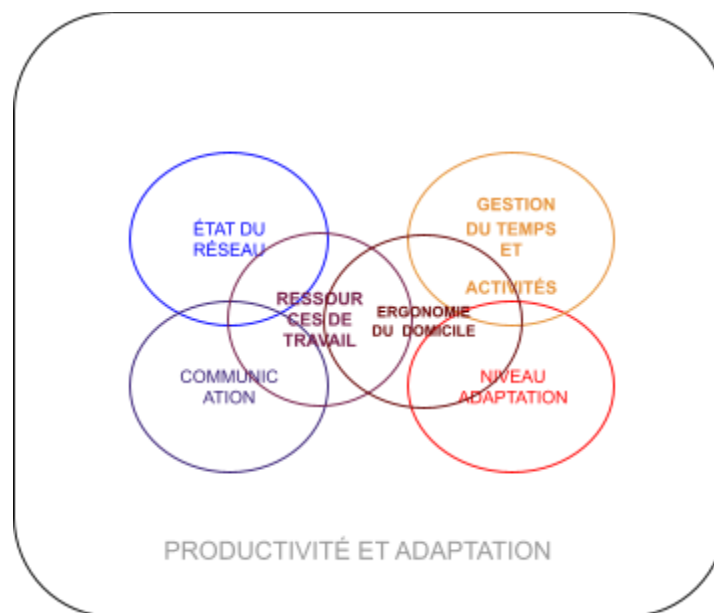 ÉTAT DU
RÉSEAU
GESTION
DU TEMPS
ET
ACTIVITÉS
RESSOUR
CES DE
TRAVAIL
ERGONOMIE
DU DOMICILE
COMMUNIC
ATION
NIVEAU
ADAPTATION
PRODUCTIVITÉ ET ADAPTATION